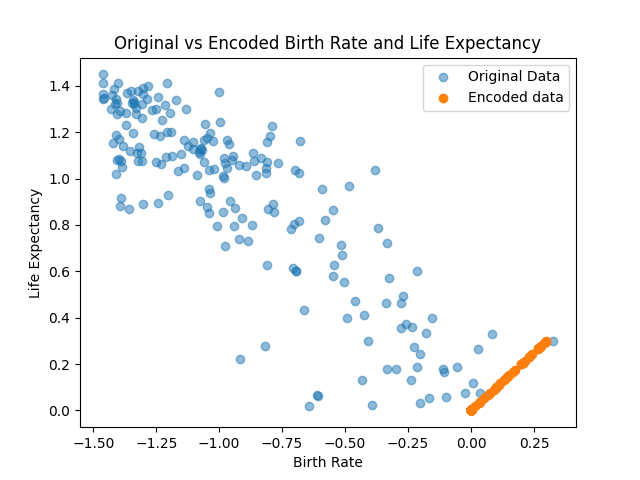 Original vs Encoded Birth Rate and Life Expectancy
Original Data
Encoded data
Life Expectancy
1.4
1.2
1.0
0.8
0.6
0.4
0.2
0.0
−1.50 −1.25 −1.00 −0.75 −0.50 −0.25 0.00 0.25
Birth Rate